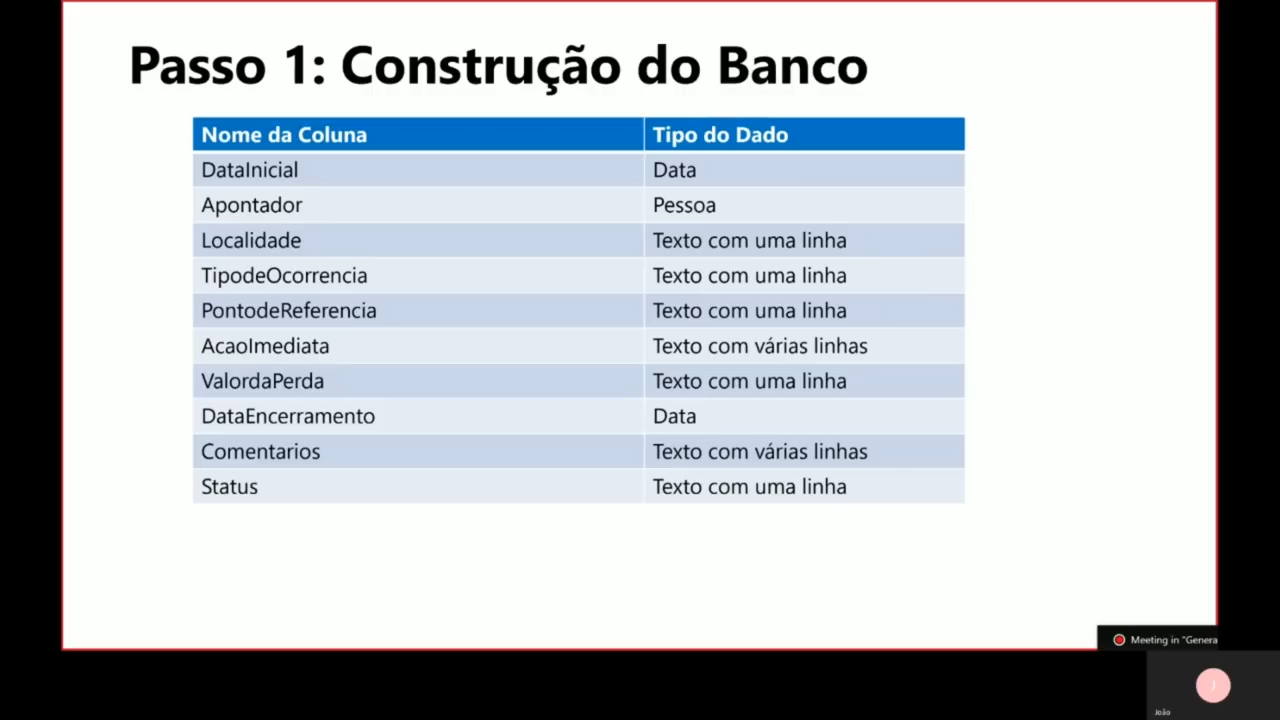 Passo 1: Construção do Banco
Nome da Coluna Tipo do Dado
DataInicial Data
Apontador Pessoa
Localidade Texto com uma linha
TipodeOcorrencia Texto com uma linha
PontodeReferencia Texto com uma linha
AcaoImediata Texto com várias linhas
ValordaPerda Texto com uma linha
DataEncerramento Data
Comentarios Texto com várias linhas
Status Texto com uma linha
Meeting in "Genera
J
João